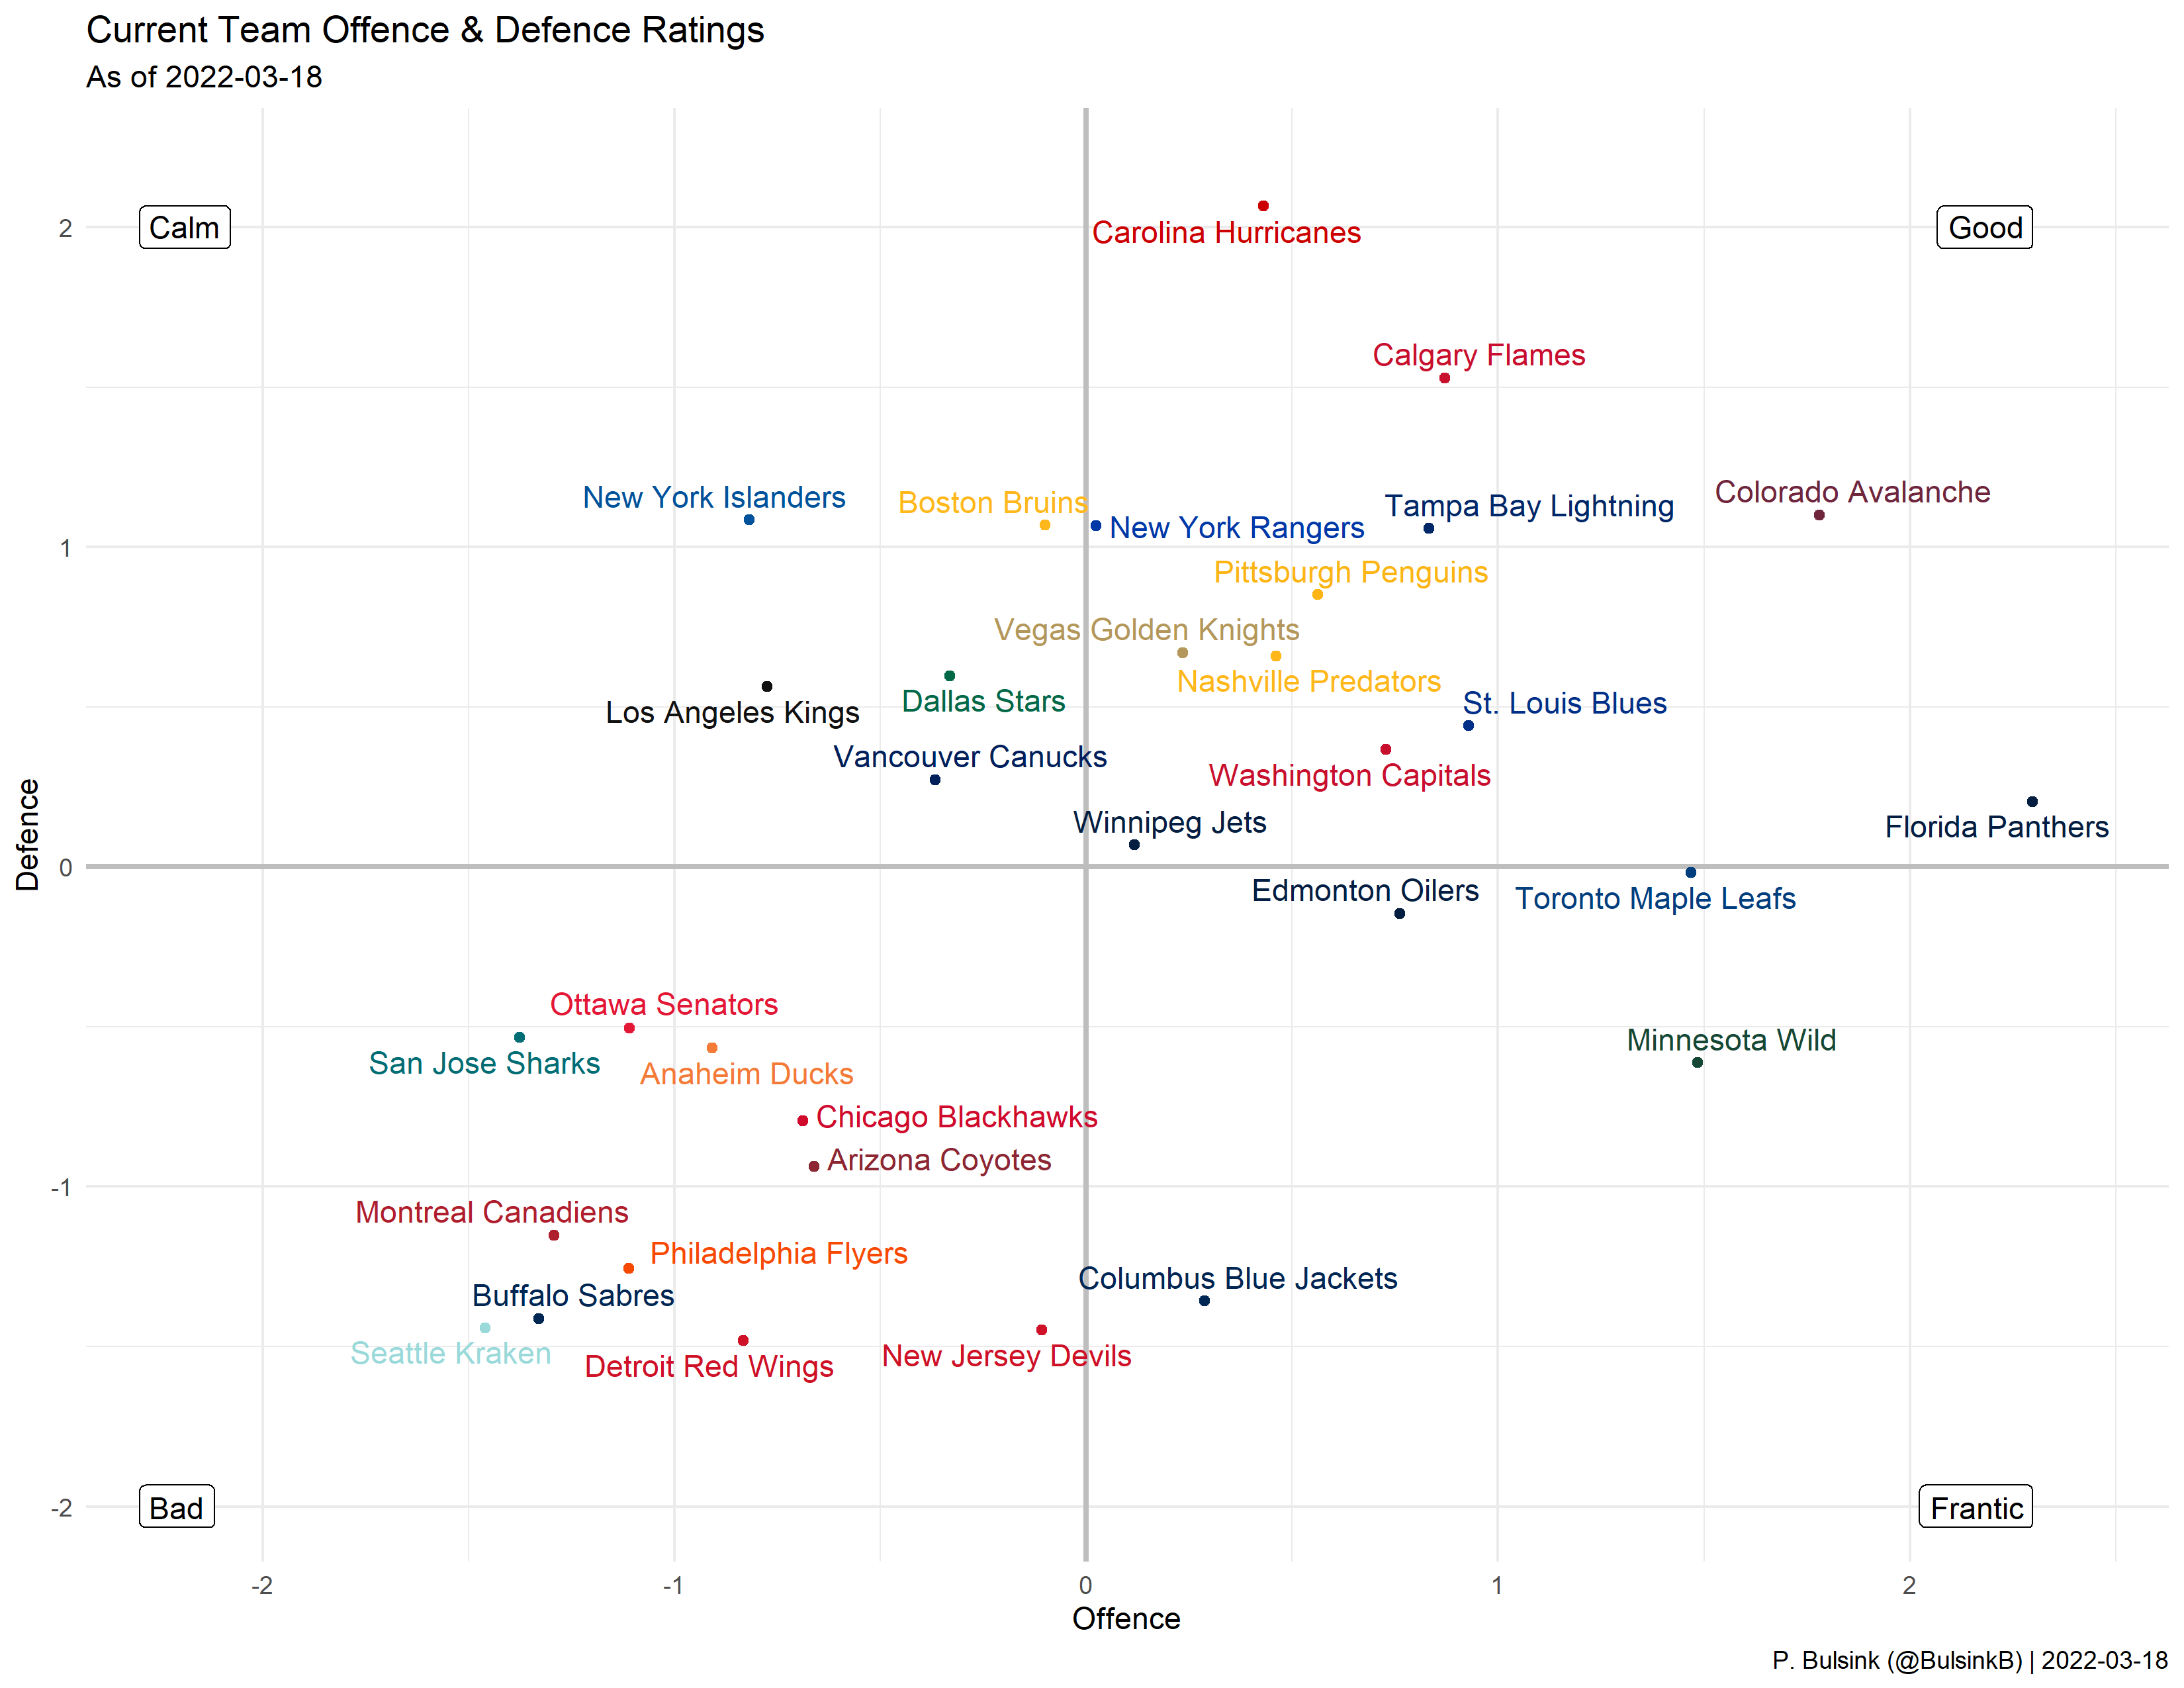 Current Team Offence & Defence Ratings
As of 2022-03-18
Calm
Good
Carolina Hurricanes
Calgary Flames
New York Islanders
Boston Bruins
New York Rangers
Tampa Bay Lightning
Colorado Avalanche
Pittsburgh Penguins
Vegas Golden Knights
Nashville Predators
Los Angeles Kings
Dallas Stars
St. Louis Blues
Vancouver Canucks
Washington Capitals
Winnipeg Jets
Florida Panthers
Edmonton Oilers
Toronto Maple Leafs
Ottawa Senators
San Jose Sharks
Anaheim Ducks
Minnesota Wild
Chicago Blackhawks
Arizona Coyotes
Montreal Canadiens
Philadelphia Flyers
Buffalo Sabres
Columbus Blue Jackets
Seattle Kraken
Detroit Red Wings
New Jersey Devils
Bad
Frantic
2
1
0
-1
-2
Defence
-2
-1
0
1
2
Offence
P. Bulsink (@BulsinkB) | 2022-03-18